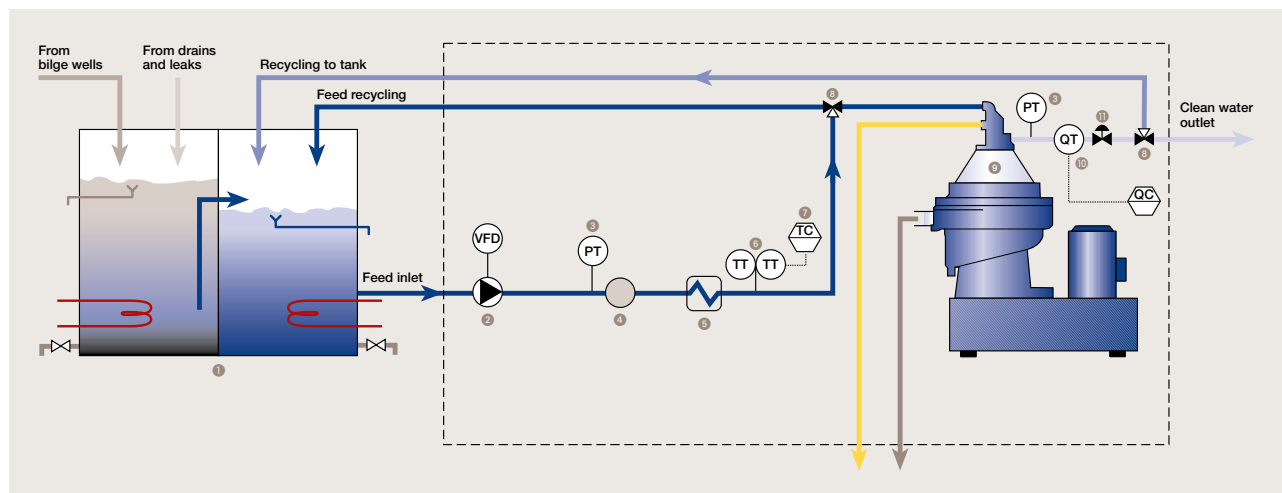 From
bilge wells
From drains
and leaks
Recycling to tank
Feed recycling
8
PT
3
11
Clean water
outlet
QT
10
8
9
QC
7
TC
VFD
3
PT
6
TT
TT
Feed inlet
2
4
5
1